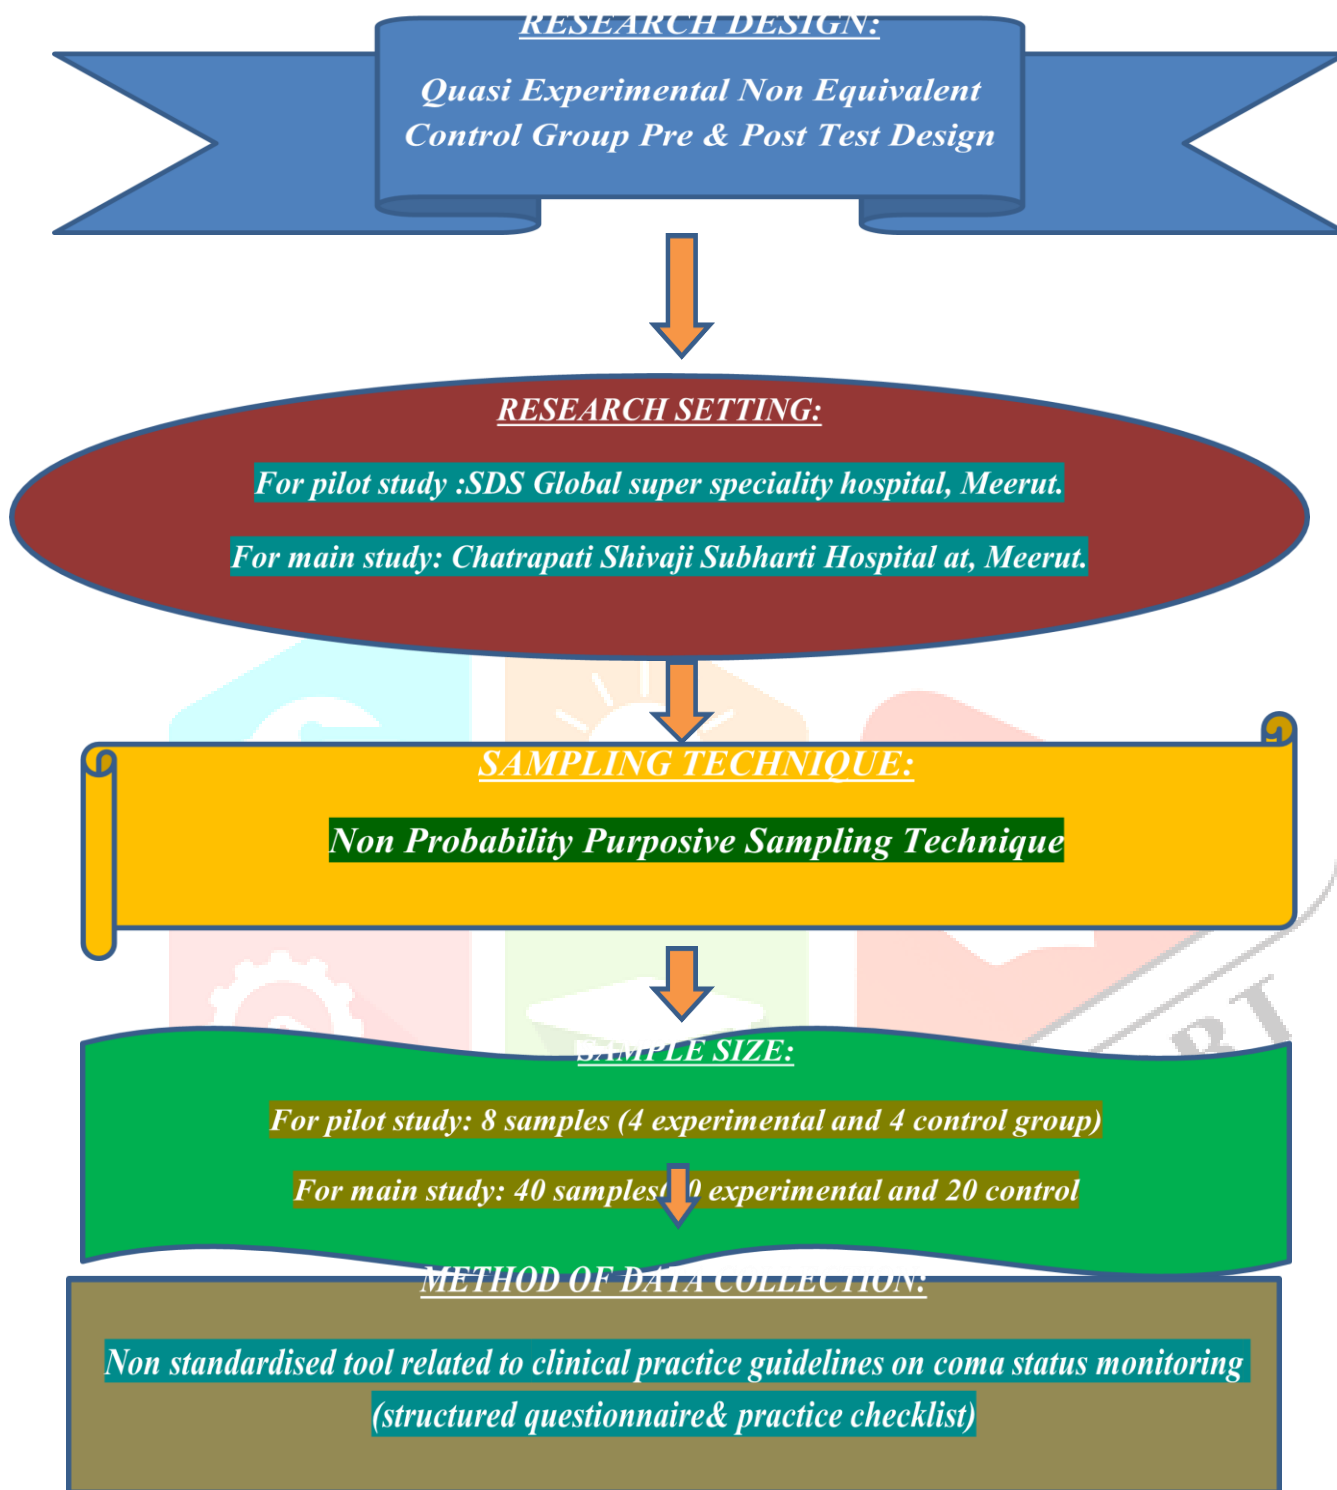 RESEARCH DESIGN:
Quasi Experimental Non Equivalent
Control Group Pre & Post Test Design
RESEARCH SETTING:
For pilot study :SDS Global super speciality hospital, Meerut.
For main study: Chatrapati Shivaji Subharti Hospital at, Meerut.
SAMPLING TECHNIQUE:
Non Probability Purposive Sampling Technique
SAMPLE SIZE:
For pilot study: 8 samples (4 experimental and 4 control group)
For main study: 40 samples experimental and 20 control
METHOD OF DATA COLLECTION:
Non standardised tool related to clinical practice guidelines on coma status monitoring
(structured questionnaire& practice checklist)